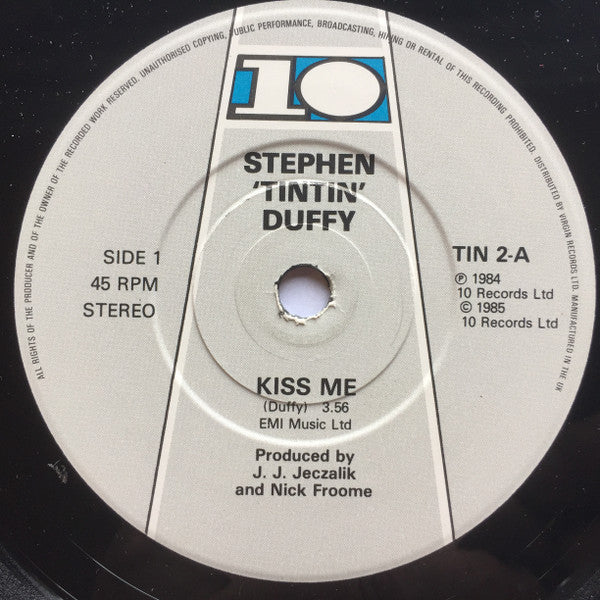 ALL RIGHTS OF THE PRODUCER AND OF THE OWNER OF THE RECORDED WORK RESERVED. UNAUTHORISED COPYING, PUBLIC PERFORMANCE, BROADCASTING, HIRING OR RENTAL OF THIS RECORDING PROHIBITED. DISTRIBUTED BY VIRGIN RECORDS LTD. MANUFACTURED IN THE UK
10
STEPHEN
'TINTIN'
DUFFY
SIDE 1
45 RPM
STEREO
TIN 2-A
℗ 1984
10 Records Ltd
© 1985
10 Records Ltd
KISS ME
(Duffy) 3.56
EMI Music Ltd
Produced by
J. J. Jeczalik
and Nick Froome